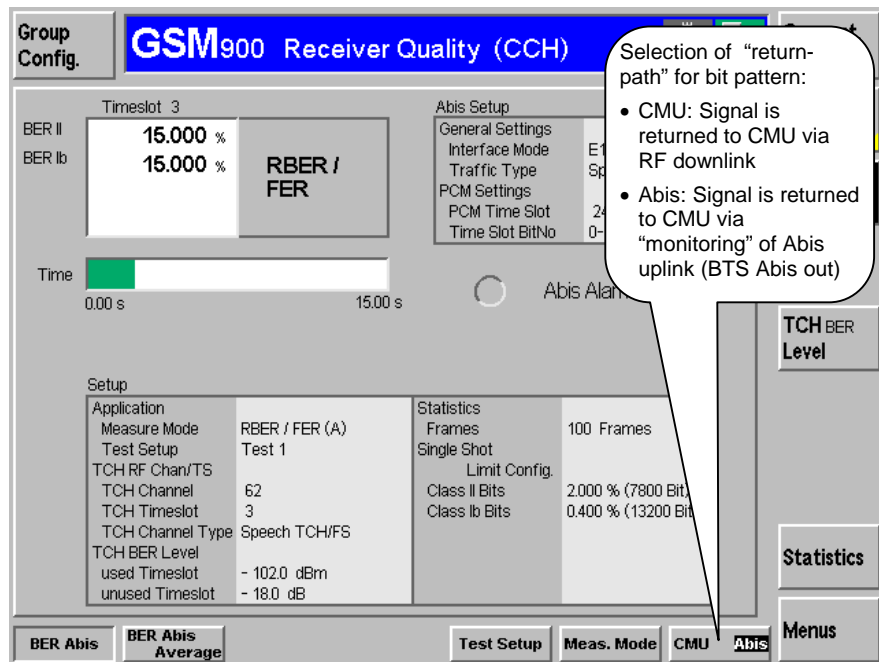 Group
Config.
GSM900 Receiver Quality (CCH)
Selection of “return-
path” for bit pattern:
• CMU: Signal is
returned to CMU via
RF downlink
• Abis: Signal is returned
to CMU via
“monitoring” of Abis
uplink (BTS Abis out)
Timeslot 3
BER II 15.000 %
BER Ib 15.000 %
RBER /
FER
Abis Setup
General Settings
Interface Mode E1
Traffic Type Sp
PCM Settings
PCM Time Slot 24
Time Slot BitNo 0-
Time
0.00 s 15.00 s
Abis Alar
TCH BER
Level
Setup
Application
Measure Mode RBER / FER (A)
Test Setup Test 1
TCH RF Chan/TS
TCH Channel 62
TCH Timeslot 3
TCH Channel Type Speech TCH/FS
TCH BER Level
used Timeslot - 102.0 dBm
unused Timeslot - 18.0 dB
Statistics
Frames 100 Frames
Single Shot
Limit Config.
Class II Bits 2.000 % (7800 Bit)
Class Ib Bits 0.400 % (13200 Bit
Statistics
BER Abis
BER Abis
Average
Test Setup
Meas. Mode
CMU Abis
Menus